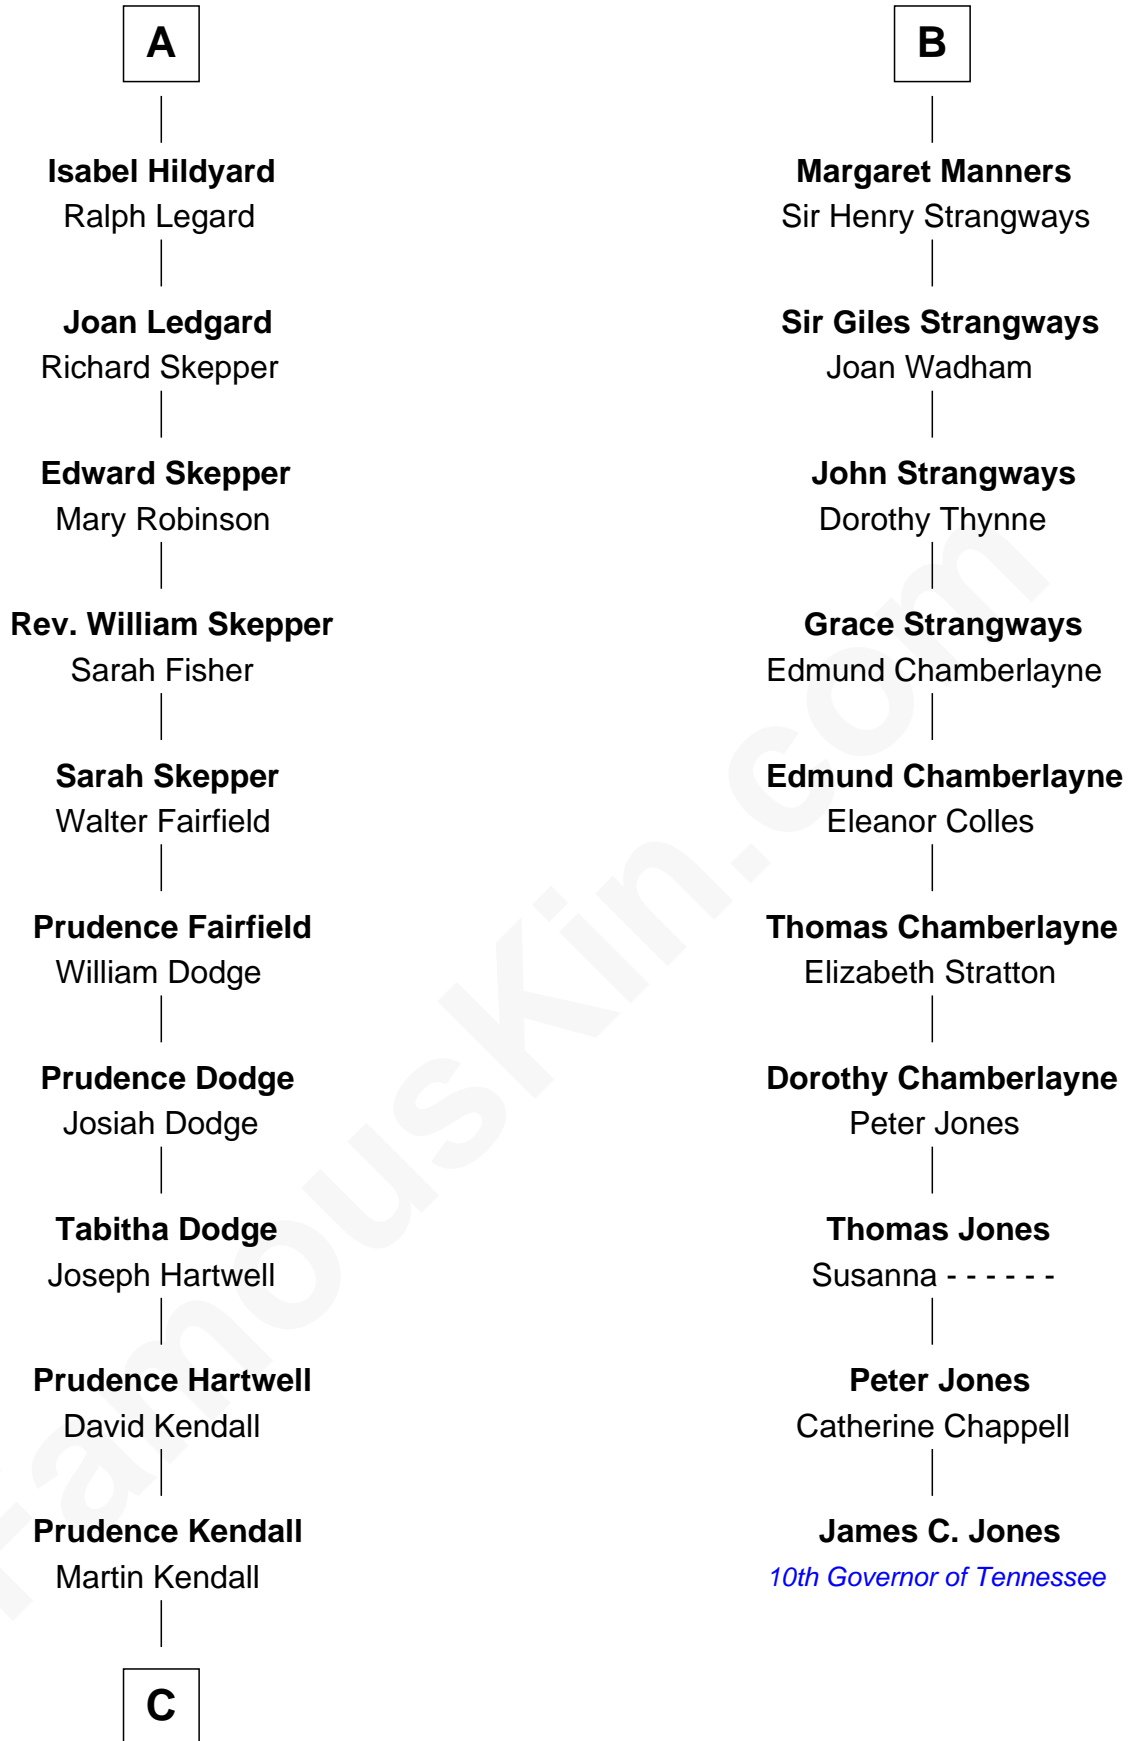 A
Isabel Hildyard
Ralph Legard
Joan Ledgard
Richard Skepper
Edward Skepper
Mary Robinson
Rev. William Skepper
Sarah Fisher
Sarah Skepper
Walter Fairfield
Prudence Fairfield
William Dodge
Prudence Dodge
Josiah Dodge
Tabitha Dodge
Joseph Hartwell
Prudence Hartwell
David Kendall
Prudence Kendall
Martin Kendall
C
B
Margaret Manners
Sir Henry Strangways
Sir Giles Strangways
Joan Wadham
John Strangways
Dorothy Thynne
Grace Strangways
Edmund Chamberlayne
Edmund Chamberlayne
Eleanor Colles
Thomas Chamberlayne
Elizabeth Stratton
Dorothy Chamberlayne
Peter Jones
Thomas Jones
Susanna - - - - - -
Peter Jones
Catherine Chappell
James C. Jones
10th Governor of Tennessee
FamousKin.com